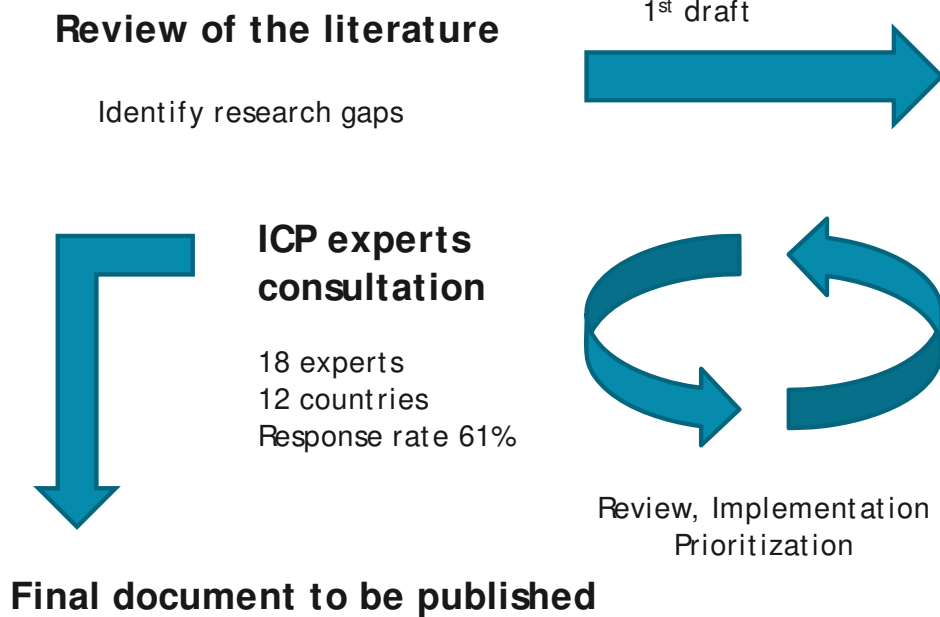 Review of the literature
1st draft
Identify research gaps
ICP experts
consultation
18 experts
12 countries
Response rate 61%
Review, Implementation
Prioritization
Final document to be published